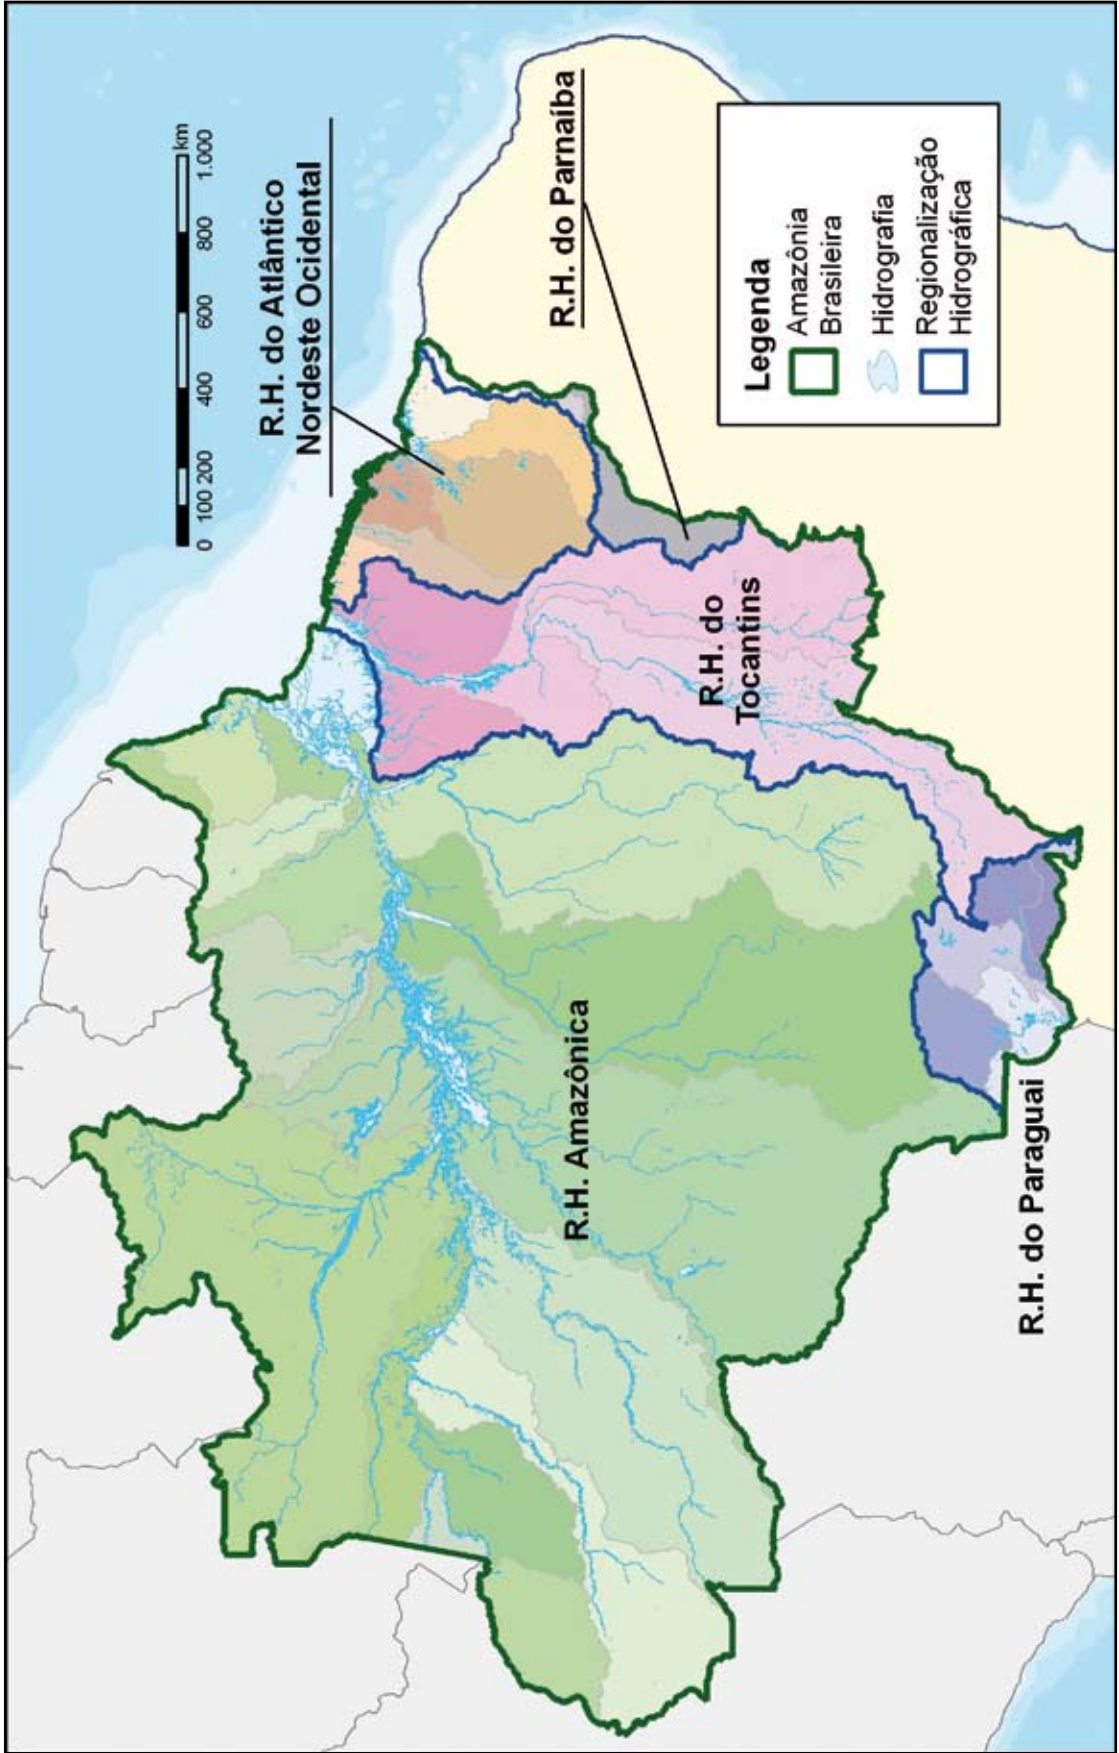 0 100 200 400 600 800 1.000
km
R.H. do Atlântico
Nordeste Ocidental
R.H. do Parnaíba
R.H. do
Tocantins
R.H. Amazônica
R.H. do Paraguai
Legenda
Amazônia
Brasileira
Hidrografia
Regionalização
Hidrográfica